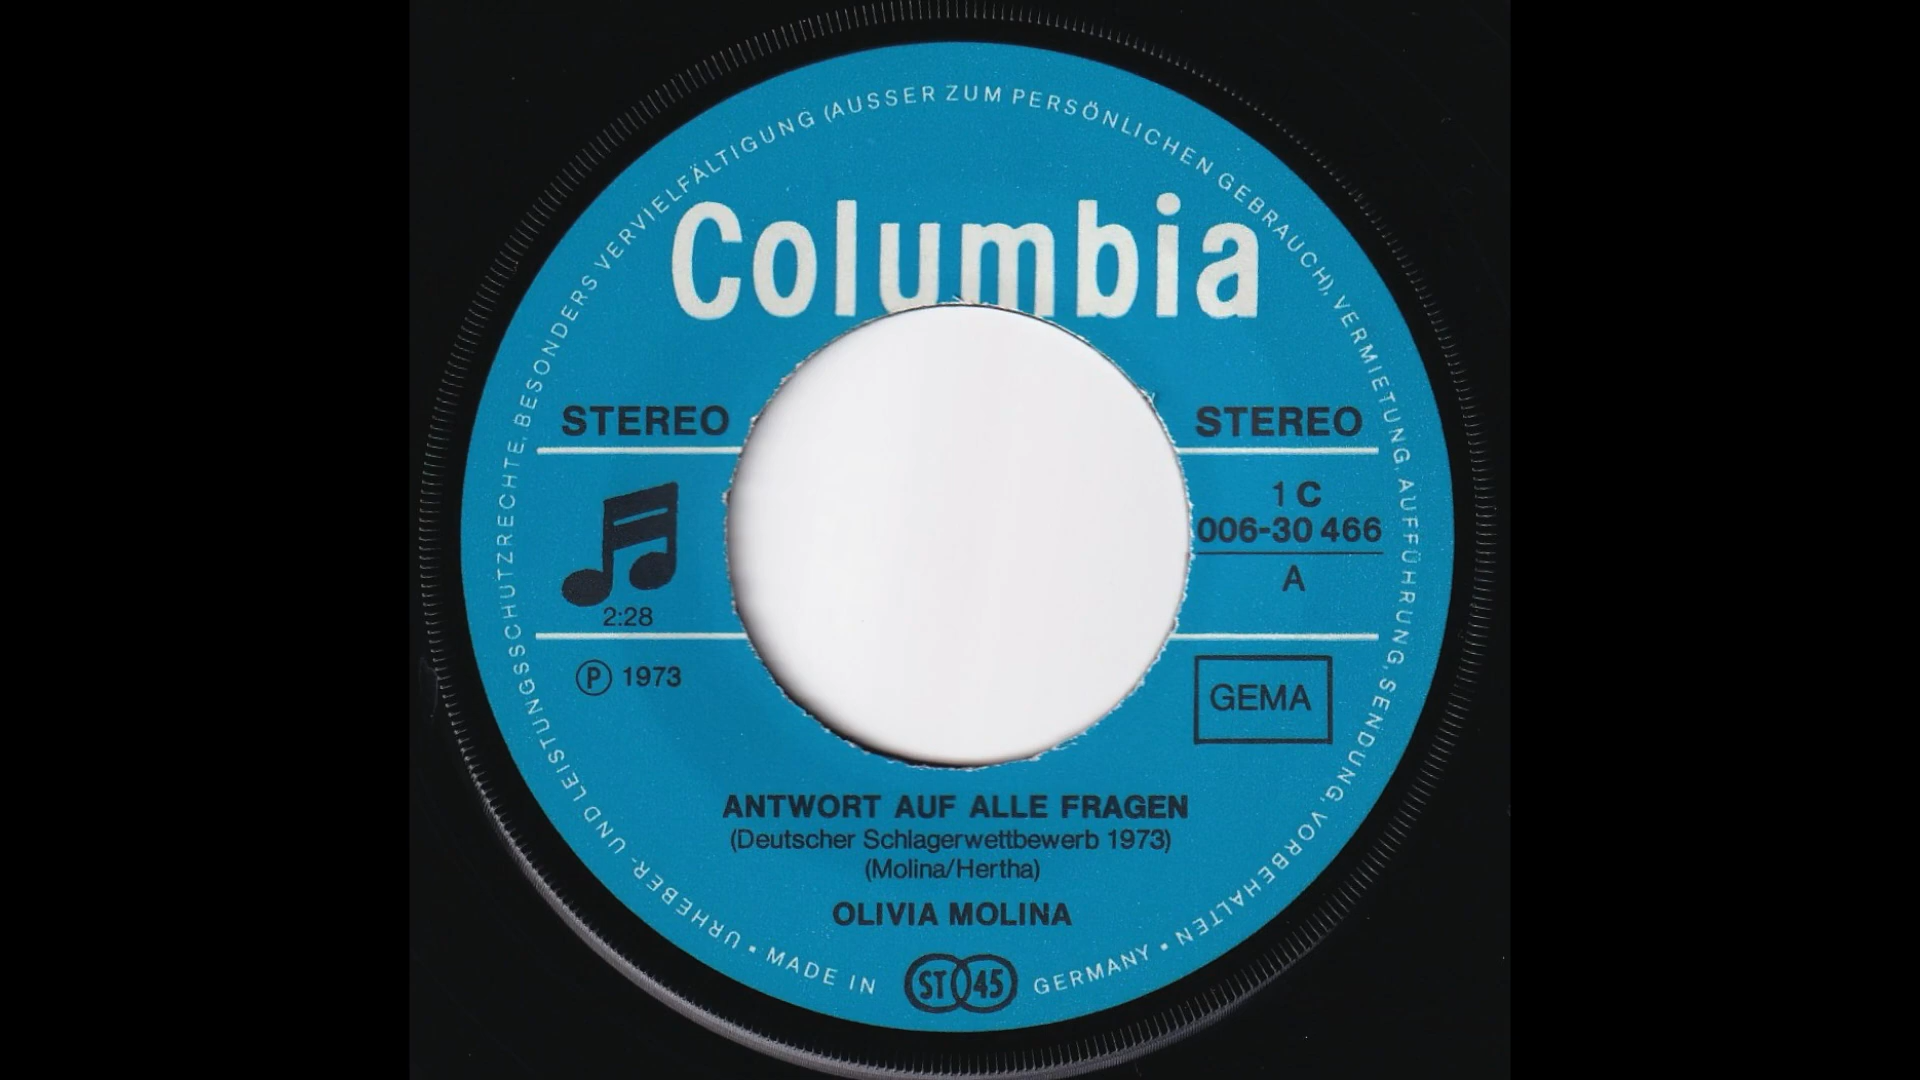 URHEBER- UND LEISTUNGSSCHUTZRECHTE, BESONDERS VERVIELFÄLTIGUNG (AUSSER ZUM PERSÖNLICHEN GEBRAUCH), VERMIETUNG, AUFFÜHRUNG, SENDUNG, VORBEHALTEN •
Columbia
STEREO STEREO
1 C
006-30 466
A
2:28
Ⓟ 1973
GEMA
ANTWORT AUF ALLE FRAGEN
(Deutscher Schlagerwettbewerb 1973)
(Molina/Hertha)
OLIVIA MOLINA
• MADE IN ST 45 GERMANY